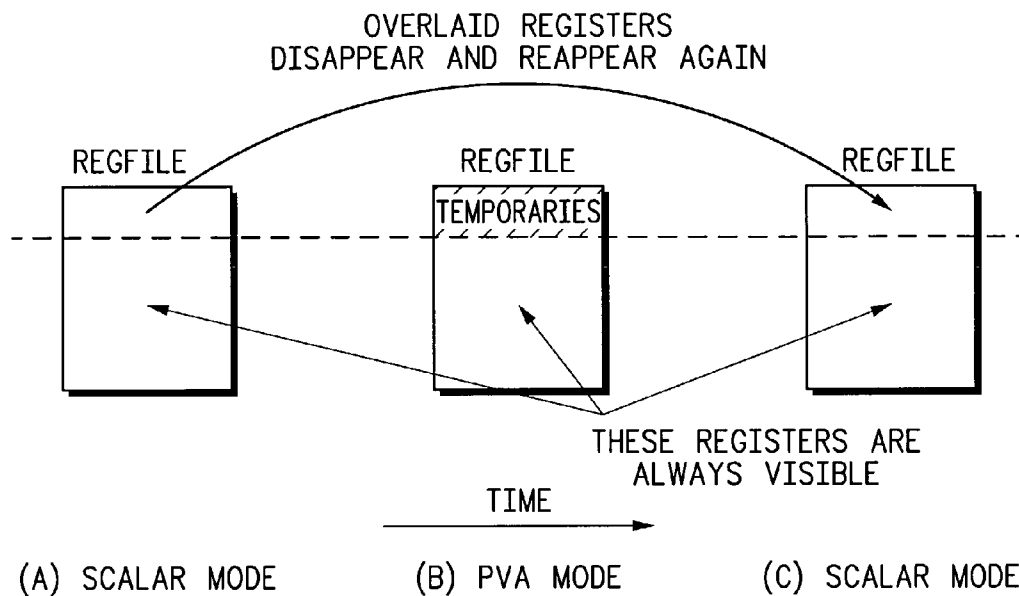 OVERLAID REGISTERS
DISAPPEAR AND REAPPEAR AGAIN
REGFILE
REGFILE
REGFILE
TEMPORARIES
THESE REGISTERS ARE
ALWAYS VISIBLE
TIME
(A) SCALAR MODE
(B) PVA MODE
(C) SCALAR MODE